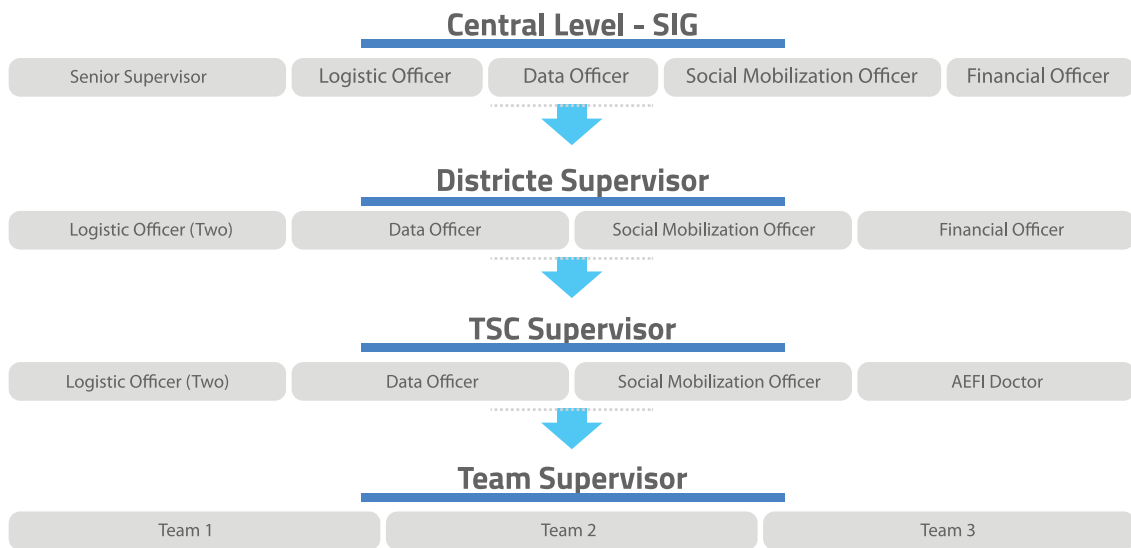 Central Level - SIG
Senior Supervisor
Logistic Officer
Data Officer
Social Mobilization Officer
Financial Officer
Districte Supervisor
Logistic Officer (Two)
Data Officer
Social Mobilization Officer
Financial Officer
TSC Supervisor
Logistic Officer (Two)
Data Officer
Social Mobilization Officer
AEFI Doctor
Team Supervisor
Team 1
Team 2
Team 3